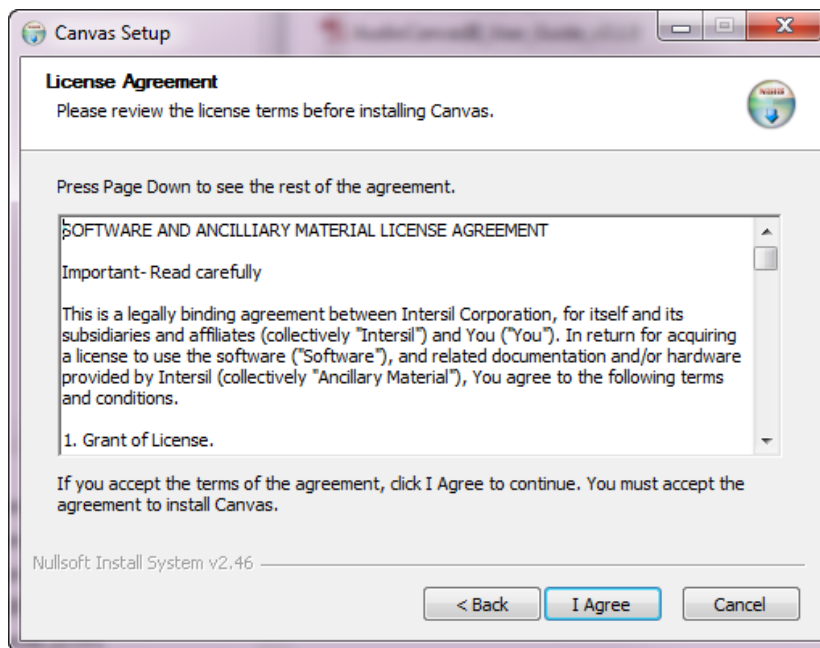 Canvas Setup
License Agreement
Please review the license terms before installing Canvas.
Press Page Down to see the rest of the agreement.
SOFTWARE AND ANCILLIARY MATERIAL LICENSE AGREEMENT
Important- Read carefully
This is a legally binding agreement between Intersil Corporation, for itself and its
subsidiaries and affiliates (collectively "Intersil") and You ("You"). In return for acquiring
a license to use the software ("Software"), and related documentation and/or hardware
provided by Intersil (collectively "Ancillary Material"), You agree to the following terms
and conditions.
1. Grant of License.
If you accept the terms of the agreement, click I Agree to continue. You must accept the
agreement to install Canvas.
Nullsoft Install System v2.46
< Back
I Agree
Cancel